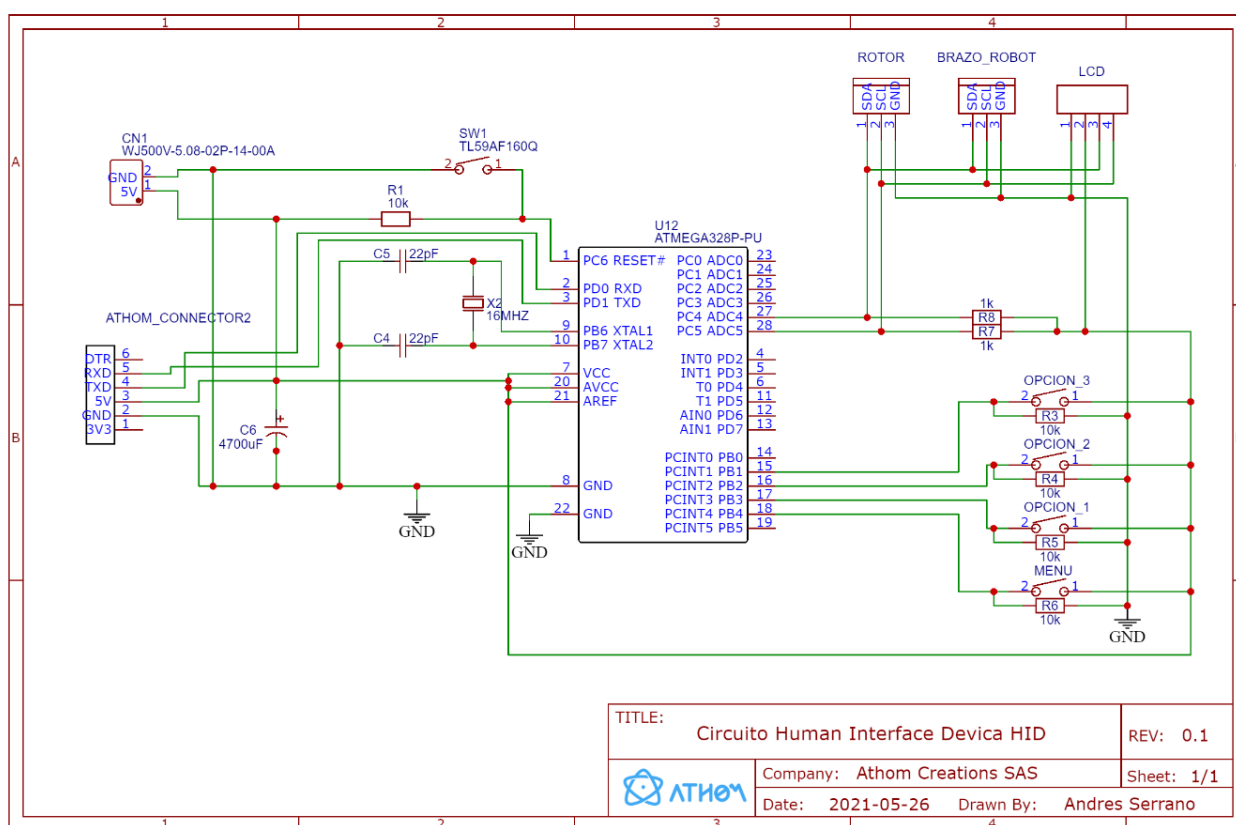 1 2 3 4
A
B
CN1
WJ500V-5.08-02P-14-00A
GND 2
5V 1
SW1
TL59AF160Q
2 1
R1
10k
C5 22pF
X2
16MHZ
C4 22pF
ATHOM_CONNECTOR2
DTR 6
RXD 5
TXD 4
5V 3
GND 2
3V3 1
C6
4700uF
+
GND
GND
U12
ATMEGA328P-PU
1 PC6 RESET# PC0 ADC0 23
PC1 ADC1 24
2 PD0 RXD PC2 ADC2 25
3 PD1 TXD PC3 ADC3 26
PC4 ADC4 27
9 PB6 XTAL1 PC5 ADC5 28
10 PB7 XTAL2
INT0 PD2 4
7 VCC INT1 PD3 5
20 AVCC T0 PD4 6
21 AREF T1 PD5 11
AIN0 PD6 12
AIN1 PD7 13
PCINT0 PB0 14
PCINT1 PB1 15
8 GND PCINT2 PB2 16
PCINT3 PB3 17
22 GND PCINT4 PB4 18
PCINT5 PB5 19
ROTOR
SDA SCL GND
1 2 3
BRAZO_ROBOT
SDA SCL GND
1 2 3
LCD
1 2 3 4
1k
R8
R7
1k
OPCION_3
2 1
R3
10k
OPCION_2
2 1
R4
10k
OPCION_1
2 1
R5
10k
MENU
2 1
R6
10k
GND
TITLE:
Circuito Human Interface Devica HID
REV: 0.1
ATHOM
Company: Athom Creations SAS
Sheet: 1/1
Date: 2021-05-26 Drawn By: Andres Serrano
1 2 3 4